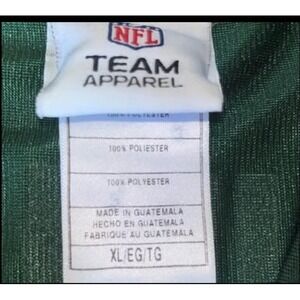 NFL
TEAM
APPAREL
100% POLYESTER
100% POLIESTER
100% POLYESTER
MADE IN GUATEMALA
HECHO EN GUATEMALA
FABRIQUE AU GUATEMALA
XL/EG/TG